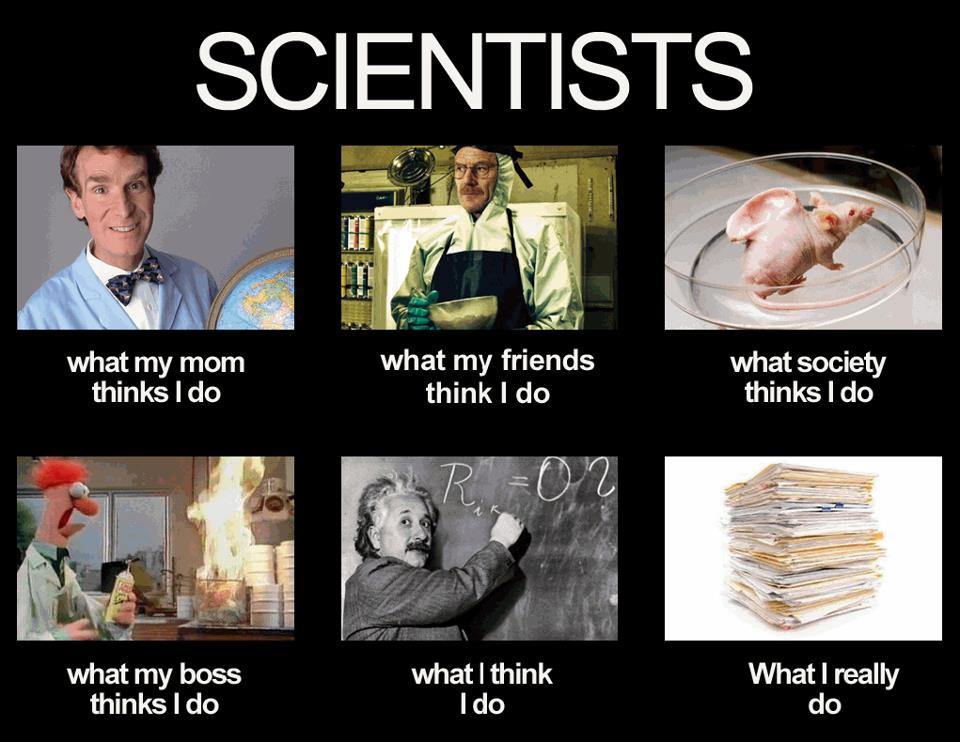 SCIENTISTS
what my mom
thinks I do
what my friends
think I do
what society
thinks I do
R i κ = 0 ?
what my boss
thinks I do
what I think
I do
What I really
do